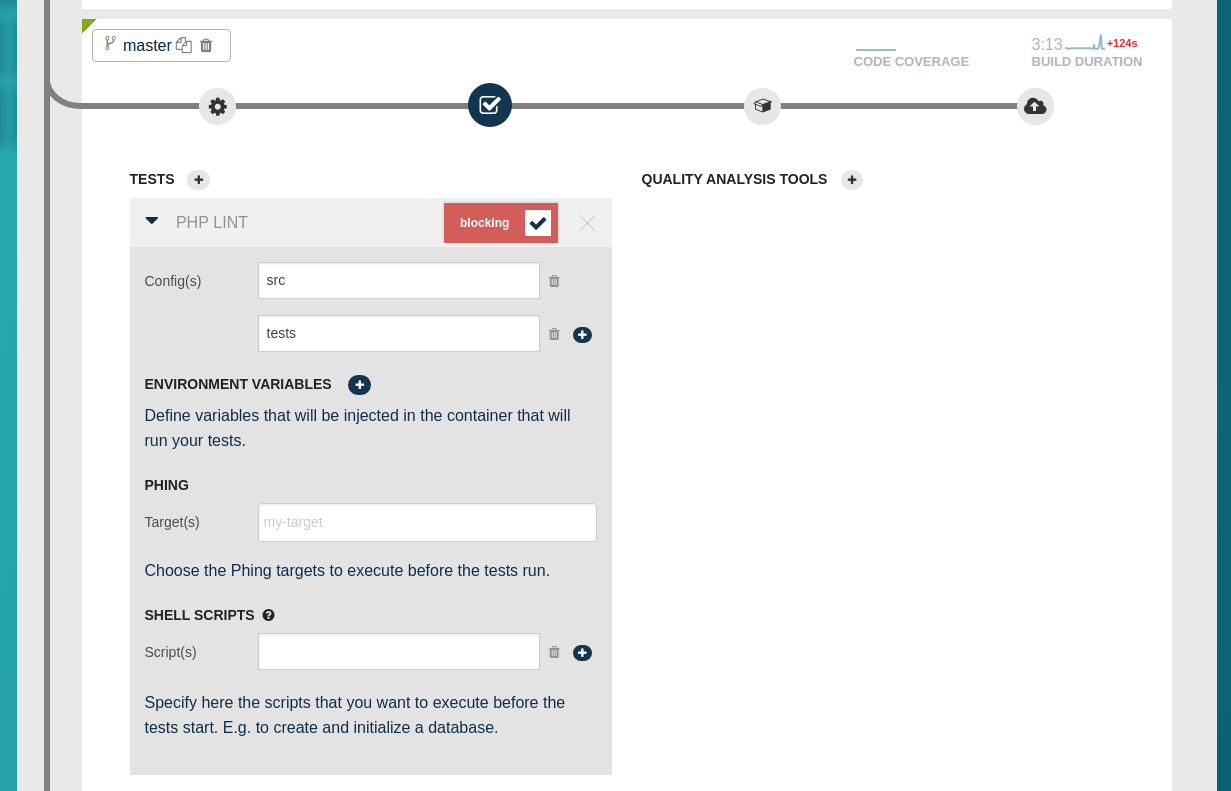 master
3:13 +124s
CODE COVERAGE
BUILD DURATION
TESTS
PHP LINT
blocking
Config(s)
src
tests
ENVIRONMENT VARIABLES
Define variables that will be injected in the container that will
run your tests.
PHING
Target(s)
my-target
Choose the Phing targets to execute before the tests run.
SHELL SCRIPTS
Script(s)
Specify here the scripts that you want to execute before the
tests start. E.g. to create and initialize a database.
QUALITY ANALYSIS TOOLS